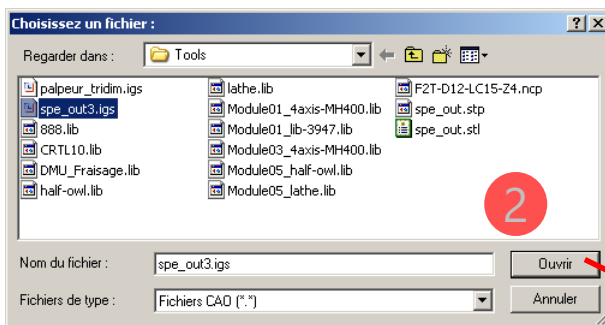 Choisissez un fichier :
Regarder dans :
Tools
palpeur_tridim.igs
spe_out3.igs
888.lib
CRTL10.lib
DMU_Fraisage.lib
half-owl.lib
lathe.lib
Module01_4axis-MH400.lib
Module01_lib-3947.lib
Module03_4axis-MH400.lib
Module05_half-owl.lib
Module05_lathe.lib
F2T-D12-LC15-Z4.ncp
spe_out.stp
spe_out.stl
2
Nom du fichier :
spe_out3.igs
Ouvrir
Fichiers de type :
Fichiers CAO (*.*)
Annuler